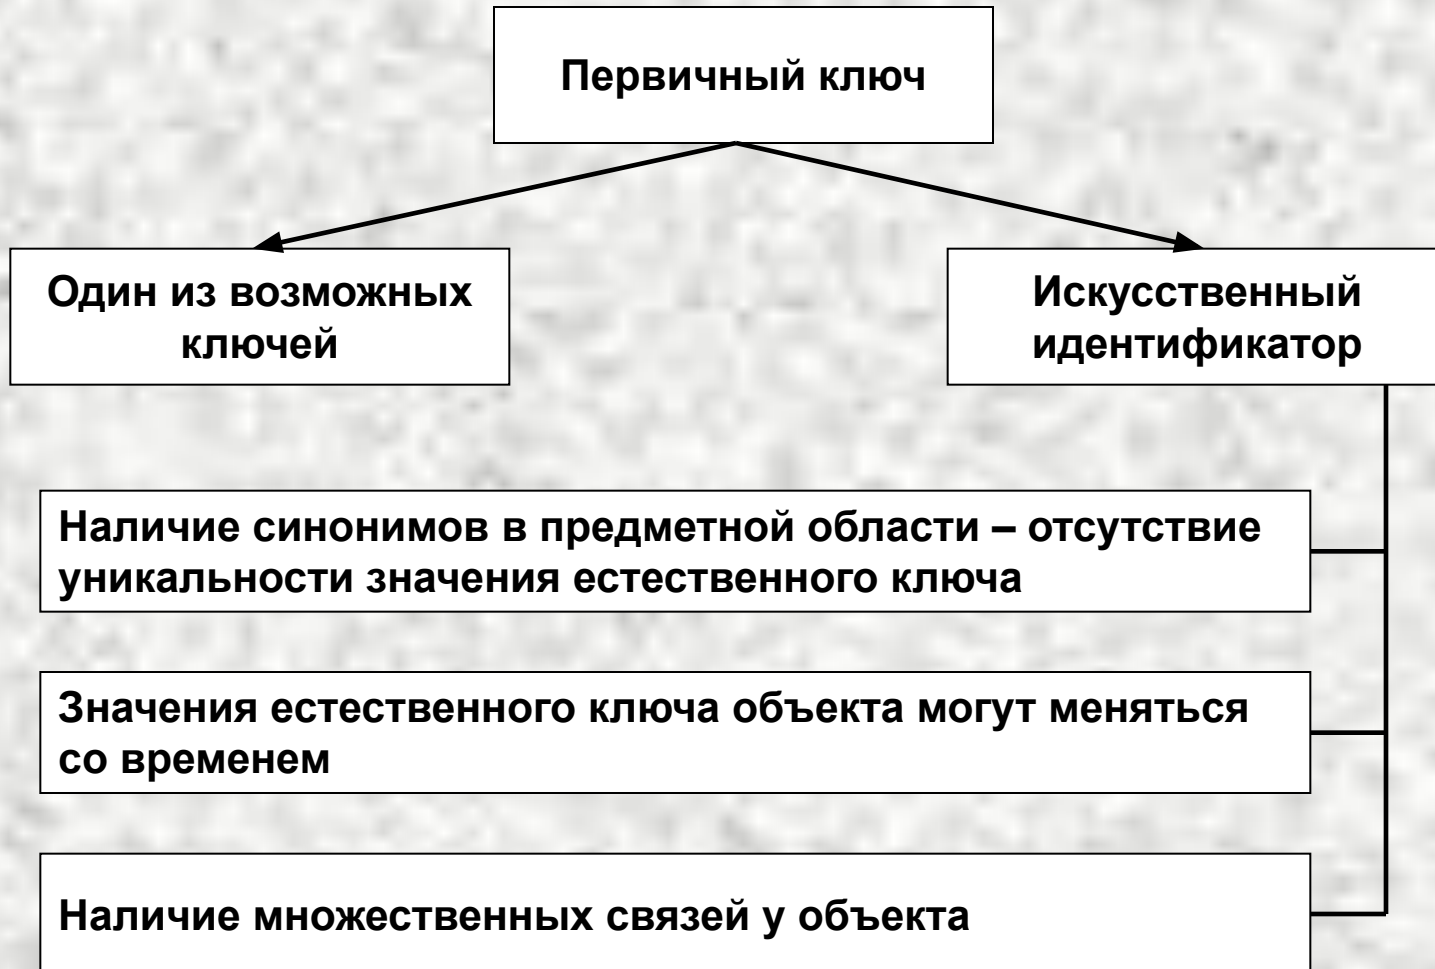 Первичный ключ
Один из возможных
ключей
Искусственный
идентификатор
Наличие синонимов в предметной области – отсутствие
уникальности значения естественного ключа
Значения естественного ключа объекта могут меняться
со временем
Наличие множественных связей у объекта